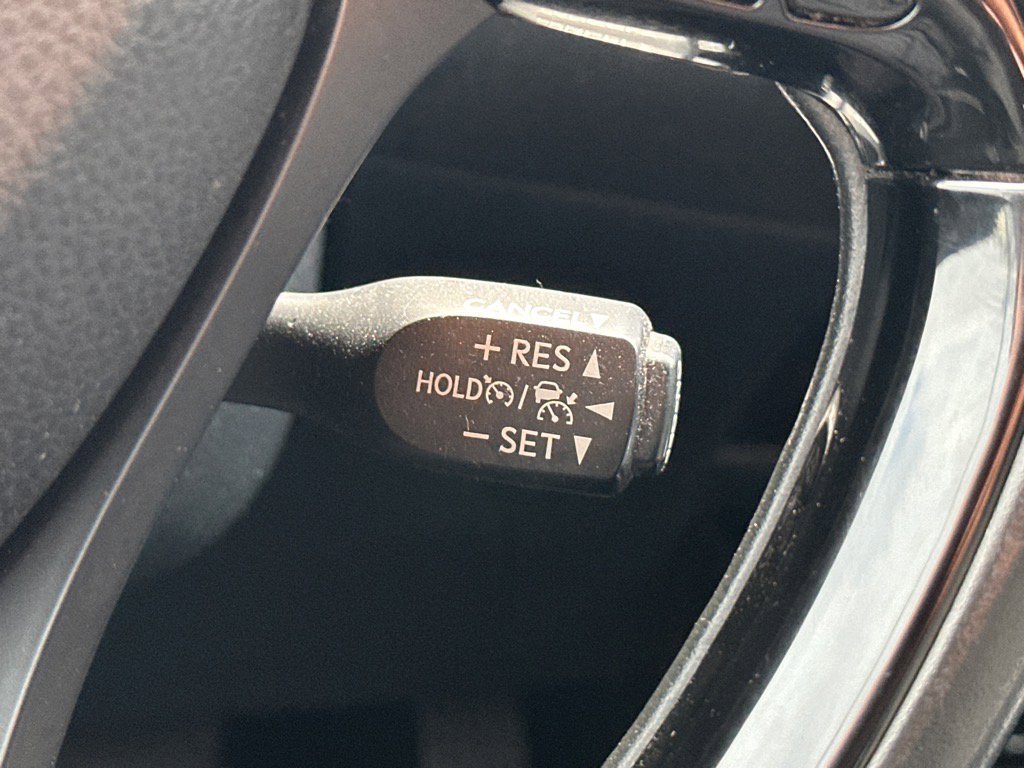 CANCEL
+ RES ▲
HOLD / ◀
− SET ▼